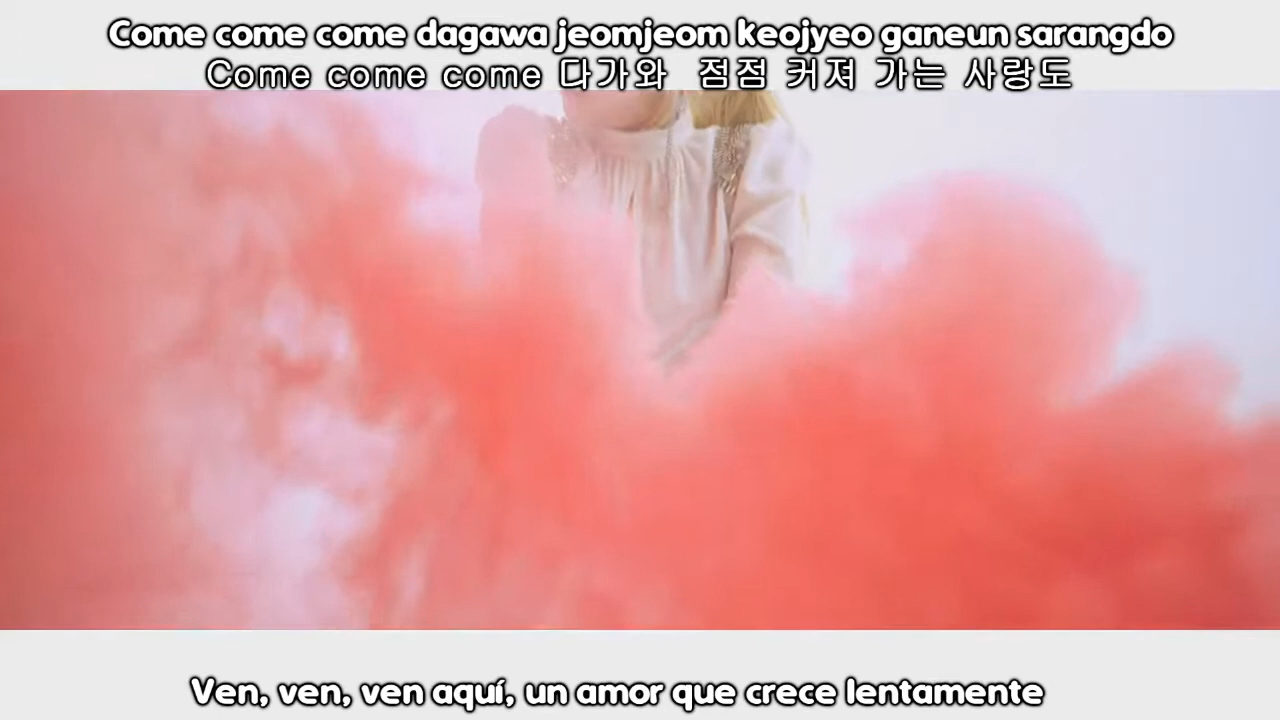 Come come come dagawa jeomjeom keojyeo ganeun sarangdo
Come come come 다가와 점점 커져 가는 사랑도
Ven, ven, ven aquí, un amor que crece lentamente